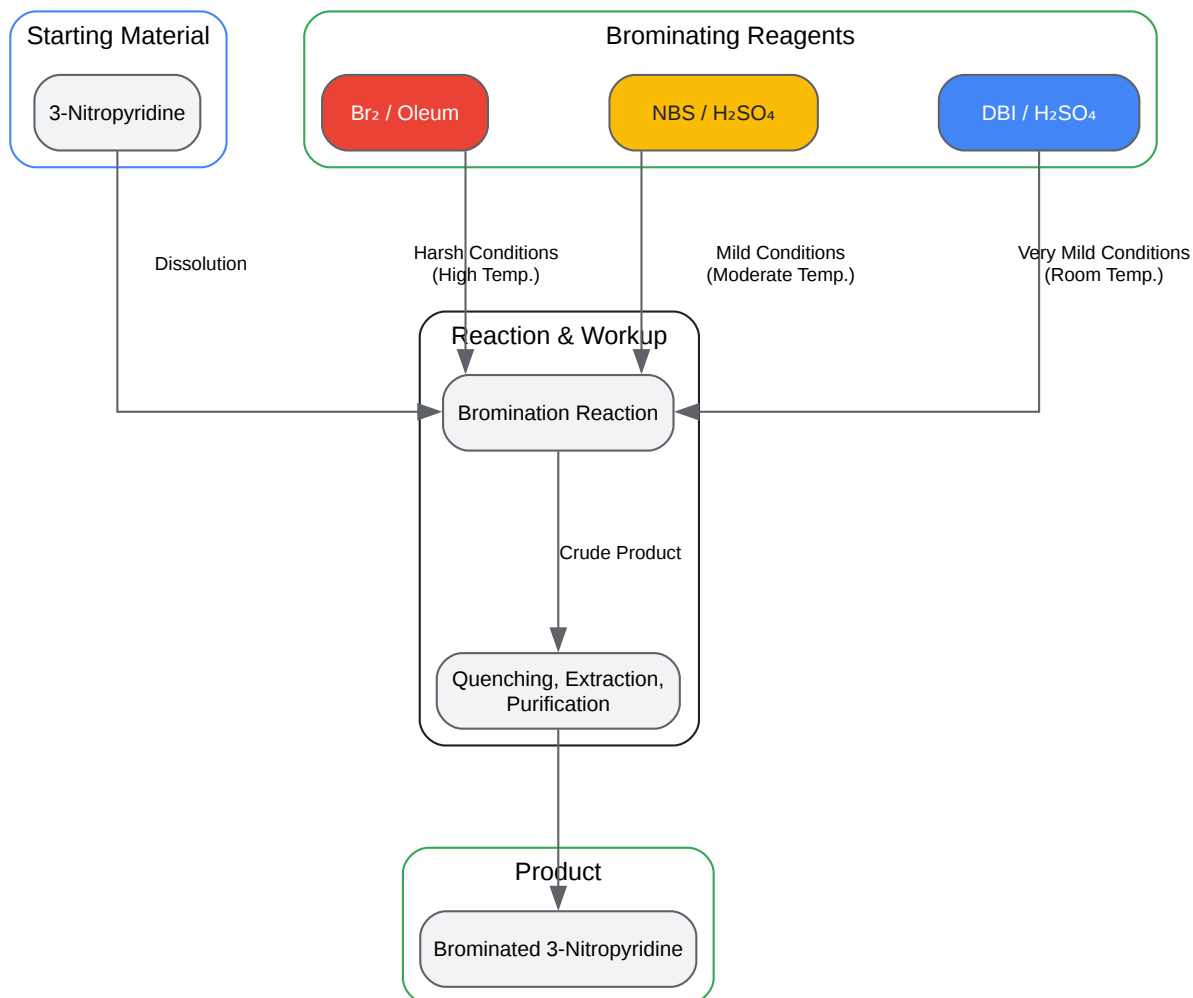 Starting Material
Brominating Reagents
3-Nitropyridine
Br₂ / Oleum
NBS / H₂SO₄
DBI / H₂SO₄
Dissolution
Harsh Conditions
(High Temp.)
Mild Conditions
(Moderate Temp.)
Very Mild Conditions
(Room Temp.)
Reaction & Workup
Bromination Reaction
Crude Product
Quenching, Extraction,
Purification
Product
Brominated 3-Nitropyridine